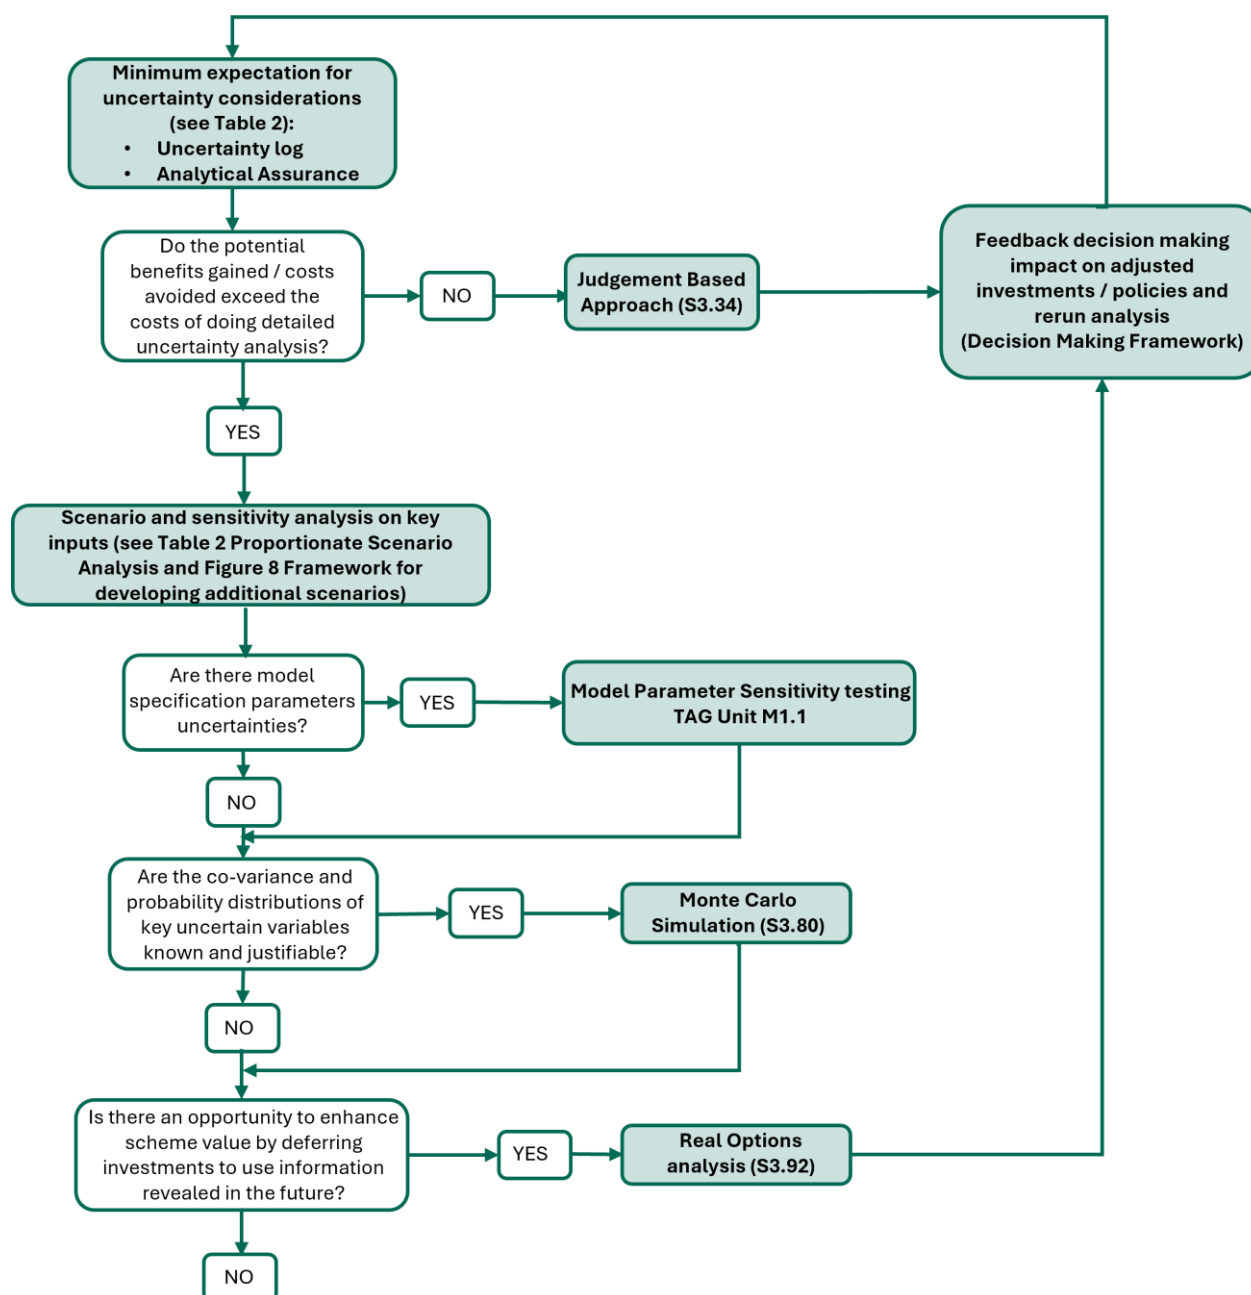 Minimum expectation for
uncertainty considerations
(see Table 2):
• Uncertainty log
• Analytical Assurance
Do the potential
benefits gained / costs
avoided exceed the
costs of doing detailed
uncertainty analysis?
NO
Judgement Based
Approach (S3.34)
Feedback decision making
impact on adjusted
investments / policies and
rerun analysis
(Decision Making Framework)
YES
Scenario and sensitivity analysis on key
inputs (see Table 2 Proportionate Scenario
Analysis and Figure 8 Framework for
developing additional scenarios)
Are there model
specification parameters
uncertainties?
YES
Model Parameter Sensitivity testing
TAG Unit M1.1
NO
Are the co-variance and
probability distributions of
key uncertain variables
known and justifiable?
YES
Monte Carlo
Simulation (S3.80)
NO
Is there an opportunity to enhance
scheme value by deferring
investments to use information
revealed in the future?
YES
Real Options
analysis (S3.92)
NO